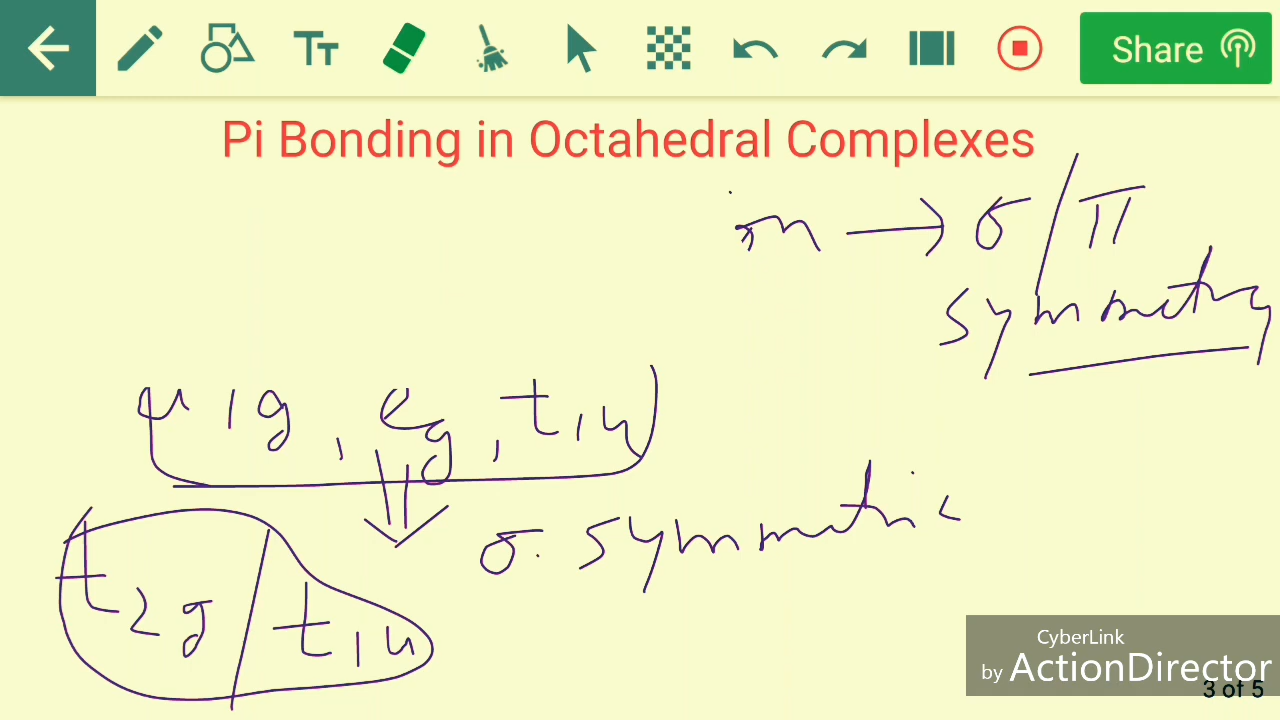 Share
Pi Bonding in Octahedral Complexes
m → σ/π
symmetry
a1g, eg, t1u
σ. symmetric
t2g/t1u
CyberLink
by ActionDirector
3 of 5